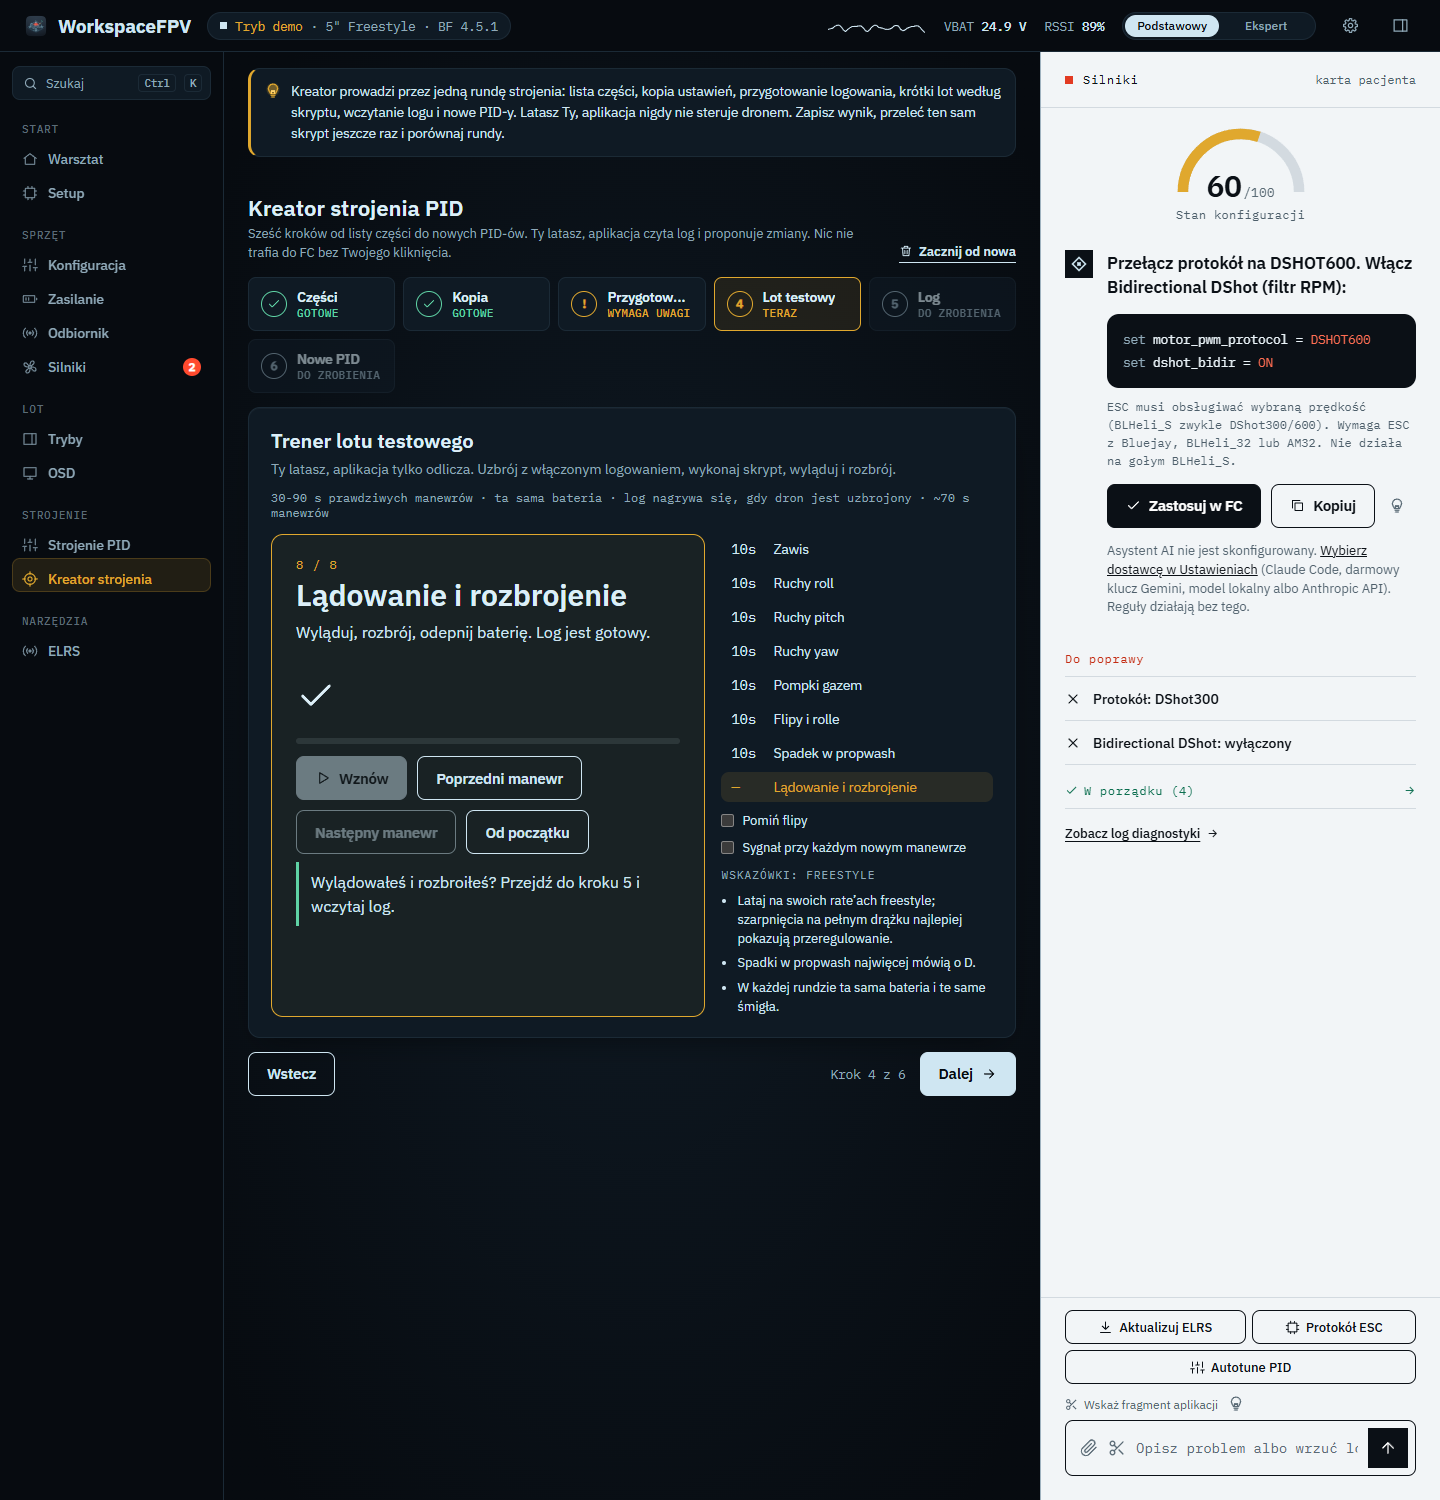 WorkspaceFPV
Tryb demo · 5" Freestyle · BF 4.5.1
VBAT 24.9 V
RSSI 89%
Podstawowy
Ekspert
Szukaj
Ctrl K
START
Warsztat
Setup
SPRZĘT
Konfiguracja
Zasilanie
Odbiornik
Silniki
2
LOT
Tryby
OSD
STROJENIE
Strojenie PID
Kreator strojenia
NARZĘDZIA
ELRS
Kreator prowadzi przez jedną rundę strojenia: lista części, kopia ustawień, przygotowanie logowania, krótki lot według
skryptu, wczytanie logu i nowe PID-y. Latasz Ty, aplikacja nigdy nie steruje dronem. Zapisz wynik, przeleć ten sam
skrypt jeszcze raz i porównaj rundy.
Kreator strojenia PID
Sześć kroków od listy części do nowych PID-ów. Ty latasz, aplikacja czyta log i proponuje zmiany. Nic nie
trafia do FC bez Twojego kliknięcia.
Zacznij od nowa
Części
GOTOWE
Kopia
GOTOWE
!
Przygotow...
WYMAGA UWAGI
4
Lot testowy
TERAZ
5
Log
DO ZROBIENIA
6
Nowe PID
DO ZROBIENIA
Trener lotu testowego
Ty latasz, aplikacja tylko odlicza. Uzbrój z włączonym logowaniem, wykonaj skrypt, wyląduj i rozbrój.
30-90 s prawdziwych manewrów · ta sama bateria · log nagrywa się, gdy dron jest uzbrojony · ~70 s
manewrów
8 / 8
Lądowanie i rozbrojenie
Wyląduj, rozbrój, odepnij baterię. Log jest gotowy.
Wznów
Poprzedni manewr
Następny manewr
Od początku
Wylądowałeś i rozbroiłeś? Przejdź do kroku 5 i
wczytaj log.
10s Zawis
10s Ruchy roll
10s Ruchy pitch
10s Ruchy yaw
10s Pompki gazem
10s Flipy i rolle
10s Spadek w propwash
— Lądowanie i rozbrojenie
Pomiń flipy
Sygnał przy każdym nowym manewrze
WSKAZÓWKI: FREESTYLE
• Lataj na swoich rate’ach freestyle;
szarpnięcia na pełnym drążku najlepiej
pokazują przeregulowanie.
• Spadki w propwash najwięcej mówią o D.
• W każdej rundzie ta sama bateria i te same
śmigła.
Wstecz
Krok 4 z 6
Dalej
Silniki
karta pacjenta
60/100
Stan konfiguracji
Przełącz protokół na DSHOT600. Włącz
Bidirectional DShot (filtr RPM):
set motor_pwm_protocol = DSHOT600
set dshot_bidir = ON
ESC musi obsługiwać wybraną prędkość
(BLHeli_S zwykle DShot300/600). Wymaga ESC
z Bluejay, BLHeli_32 lub AM32. Nie działa
na gołym BLHeli_S.
Zastosuj w FC
Kopiuj
Asystent AI nie jest skonfigurowany. Wybierz
dostawcę w Ustawieniach (Claude Code, darmowy
klucz Gemini, model lokalny albo Anthropic API).
Reguły działają bez tego.
Do poprawy
Protokół: DShot300
Bidirectional DShot: wyłączony
W porządku (4)
Zobacz log diagnostyki
Aktualizuj ELRS
Protokół ESC
Autotune PID
Wskaż fragment aplikacji
Opisz problem albo wrzuć